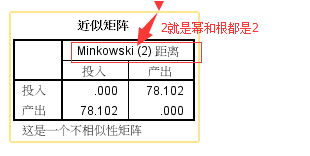 近似矩阵
2就是幂和根都是2
Minkowski (2) 距离
投入 产出
投入 .000 78.102
产出 78.102 .000
这是一个不相似性矩阵